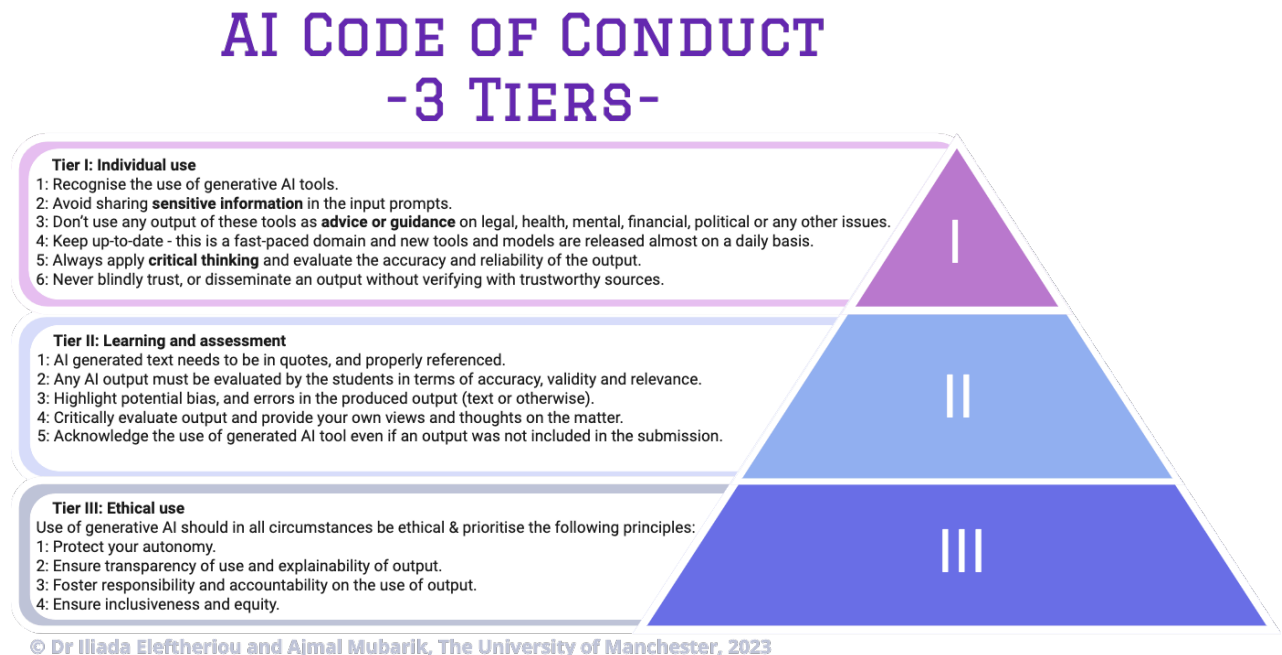 AI Code of Conduct
-3 Tiers-
Tier I: Individual use
1: Recognise the use of generative AI tools.
2: Avoid sharing sensitive information in the input prompts.
3: Don't use any output of these tools as advice or guidance on legal, health, mental, financial, political or any other issues.
4: Keep up-to-date - this is a fast-paced domain and new tools and models are released almost on a daily basis.
5: Always apply critical thinking and evaluate the accuracy and reliability of the output.
6: Never blindly trust, or disseminate an output without verifying with trustworthy sources.
I
Tier II: Learning and assessment
1: AI generated text needs to be in quotes, and properly referenced.
2: Any AI output must be evaluated by the students in terms of accuracy, validity and relevance.
3: Highlight potential bias, and errors in the produced output (text or otherwise).
4: Critically evaluate output and provide your own views and thoughts on the matter.
5: Acknowledge the use of generated AI tool even if an output was not included in the submission.
II
Tier III: Ethical use
Use of generative AI should in all circumstances be ethical & prioritise the following principles:
1: Protect your autonomy.
2: Ensure transparency of use and explainability of output.
3: Foster responsibility and accountability on the use of output.
4: Ensure inclusiveness and equity.
III
© Dr Iliada Eleftheriou and Ajmal Mubarik, The University of Manchester, 2023